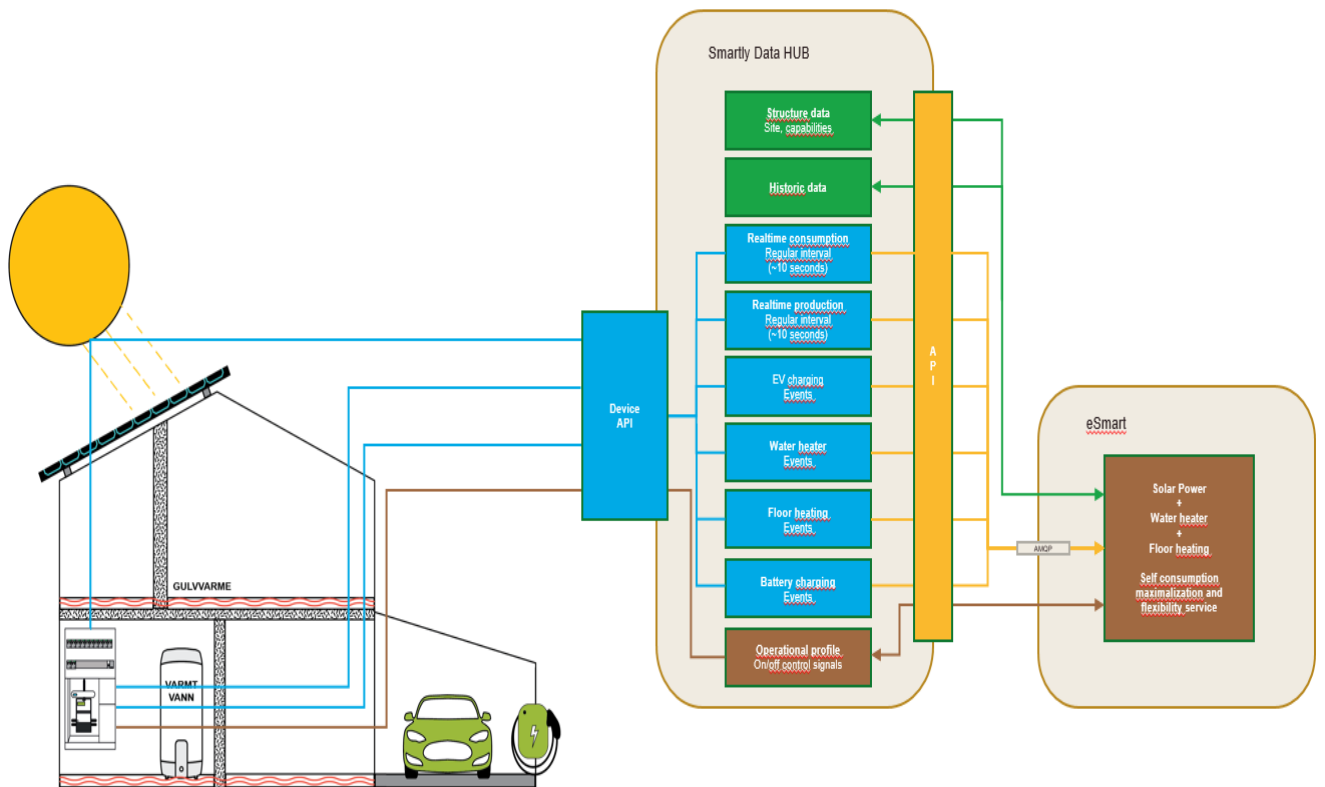 Smartly Data HUB
Structure data
Site, capabilities
Historic data
Realtime consumption
Regular interval
(~10 seconds)
Realtime production
Regular interval
(~10 seconds)
EV charging
Events
Water heater
Events
Floor heating
Events
Battery charging
Events
Operational profile
On/off control signals
Device
API
A
P
I
AMQP
eSmart
Solar Power
+
Water heater
+
Floor heating
Self consumption
maximalization and
flexibility service
GULVVARME
VARMT
VANN